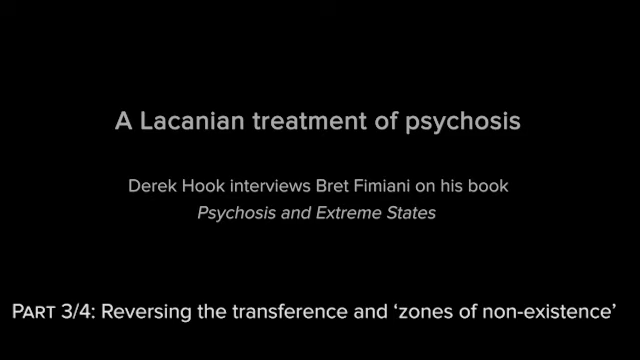 A Lacanian treatment of psychosis
Derek Hook interviews Bret Fimiani on his book
Psychosis and Extreme States
PART 3/4: Reversing the transference and ‘zones of non-existence’